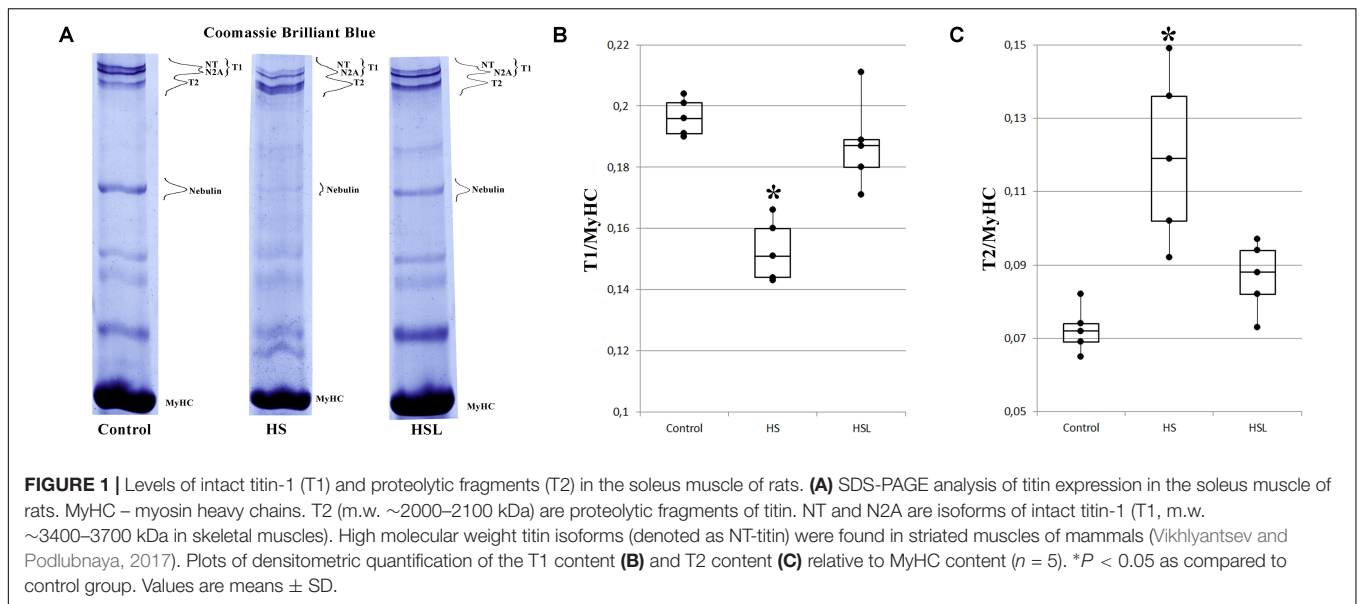 A
Coomassie Brilliant Blue
NT
N2A
} T1
T2
Nebulin
MyHC
Control
NT
N2A
} T1
T2
Nebulin
MyHC
HS
NT
N2A
} T1
T2
Nebulin
MyHC
HSL
B
T1/MyHC
0,22
0,2
0,18
0,16
0,14
0,12
0,1
*
Control HS HSL
C
T2/MyHC
0,15
0,13
0,11
0,09
0,07
0,05
*
Control HS HSL
FIGURE 1 | Levels of intact titin-1 (T1) and proteolytic fragments (T2) in the soleus muscle of rats. (A) SDS-PAGE analysis of titin expression in the soleus muscle of
rats. MyHC – myosin heavy chains. T2 (m.w. ~2000–2100 kDa) are proteolytic fragments of titin. NT and N2A are isoforms of intact titin-1 (T1, m.w.
~3400–3700 kDa in skeletal muscles). High molecular weight titin isoforms (denoted as NT-titin) were found in striated muscles of mammals (Vikhlyantsev and
Podlubnaya, 2017). Plots of densitometric quantification of the T1 content (B) and T2 content (C) relative to MyHC content (n = 5). *P < 0.05 as compared to
control group. Values are means ± SD.